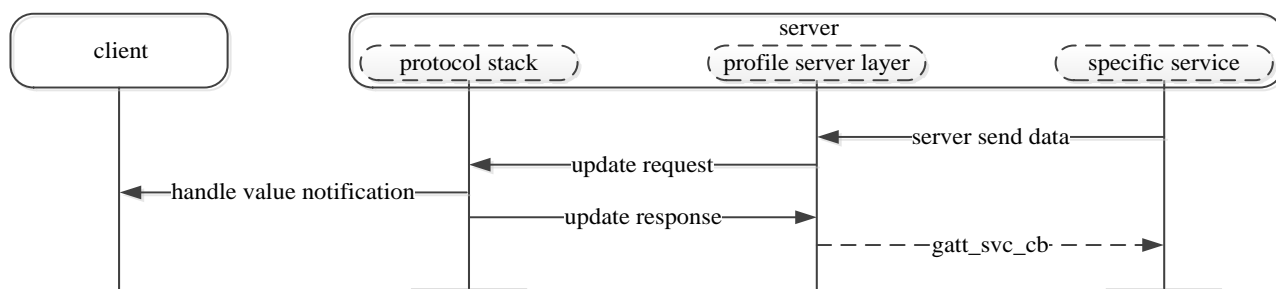 client
server
protocol stack
profile server layer
specific service
server send data
update request
handle value notification
update response
gatt_svc_cb